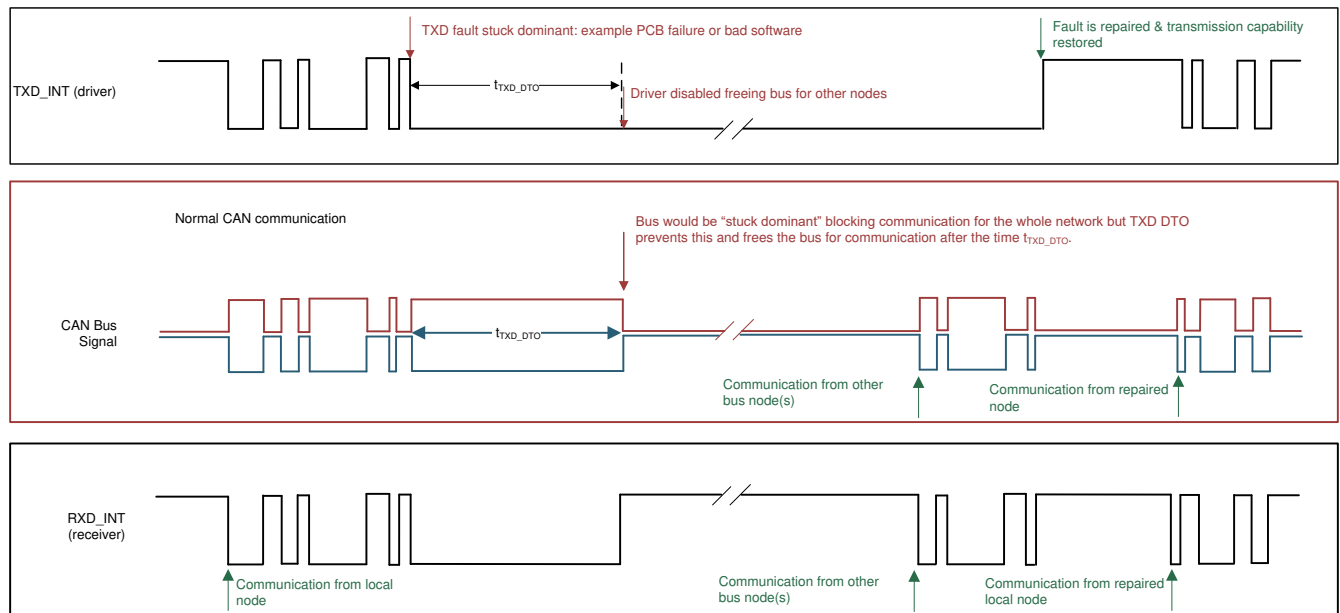 TXD fault stuck dominant: example PCB failure or bad software
Fault is repaired & transmission capability
restored
TXD_INT (driver)
tTXD_DTO
Driver disabled freeing bus for other nodes
Normal CAN communication
Bus would be “stuck dominant” blocking communication for the whole network but TXD DTO
prevents this and frees the bus for communication after the time tTXD_DTO.
CAN Bus
Signal
tTXD_DTO
Communication from other
bus node(s)
Communication from repaired
node
RXD_INT
(receiver)
Communication from local
node
Communication from other
bus node(s)
Communication from repaired
local node